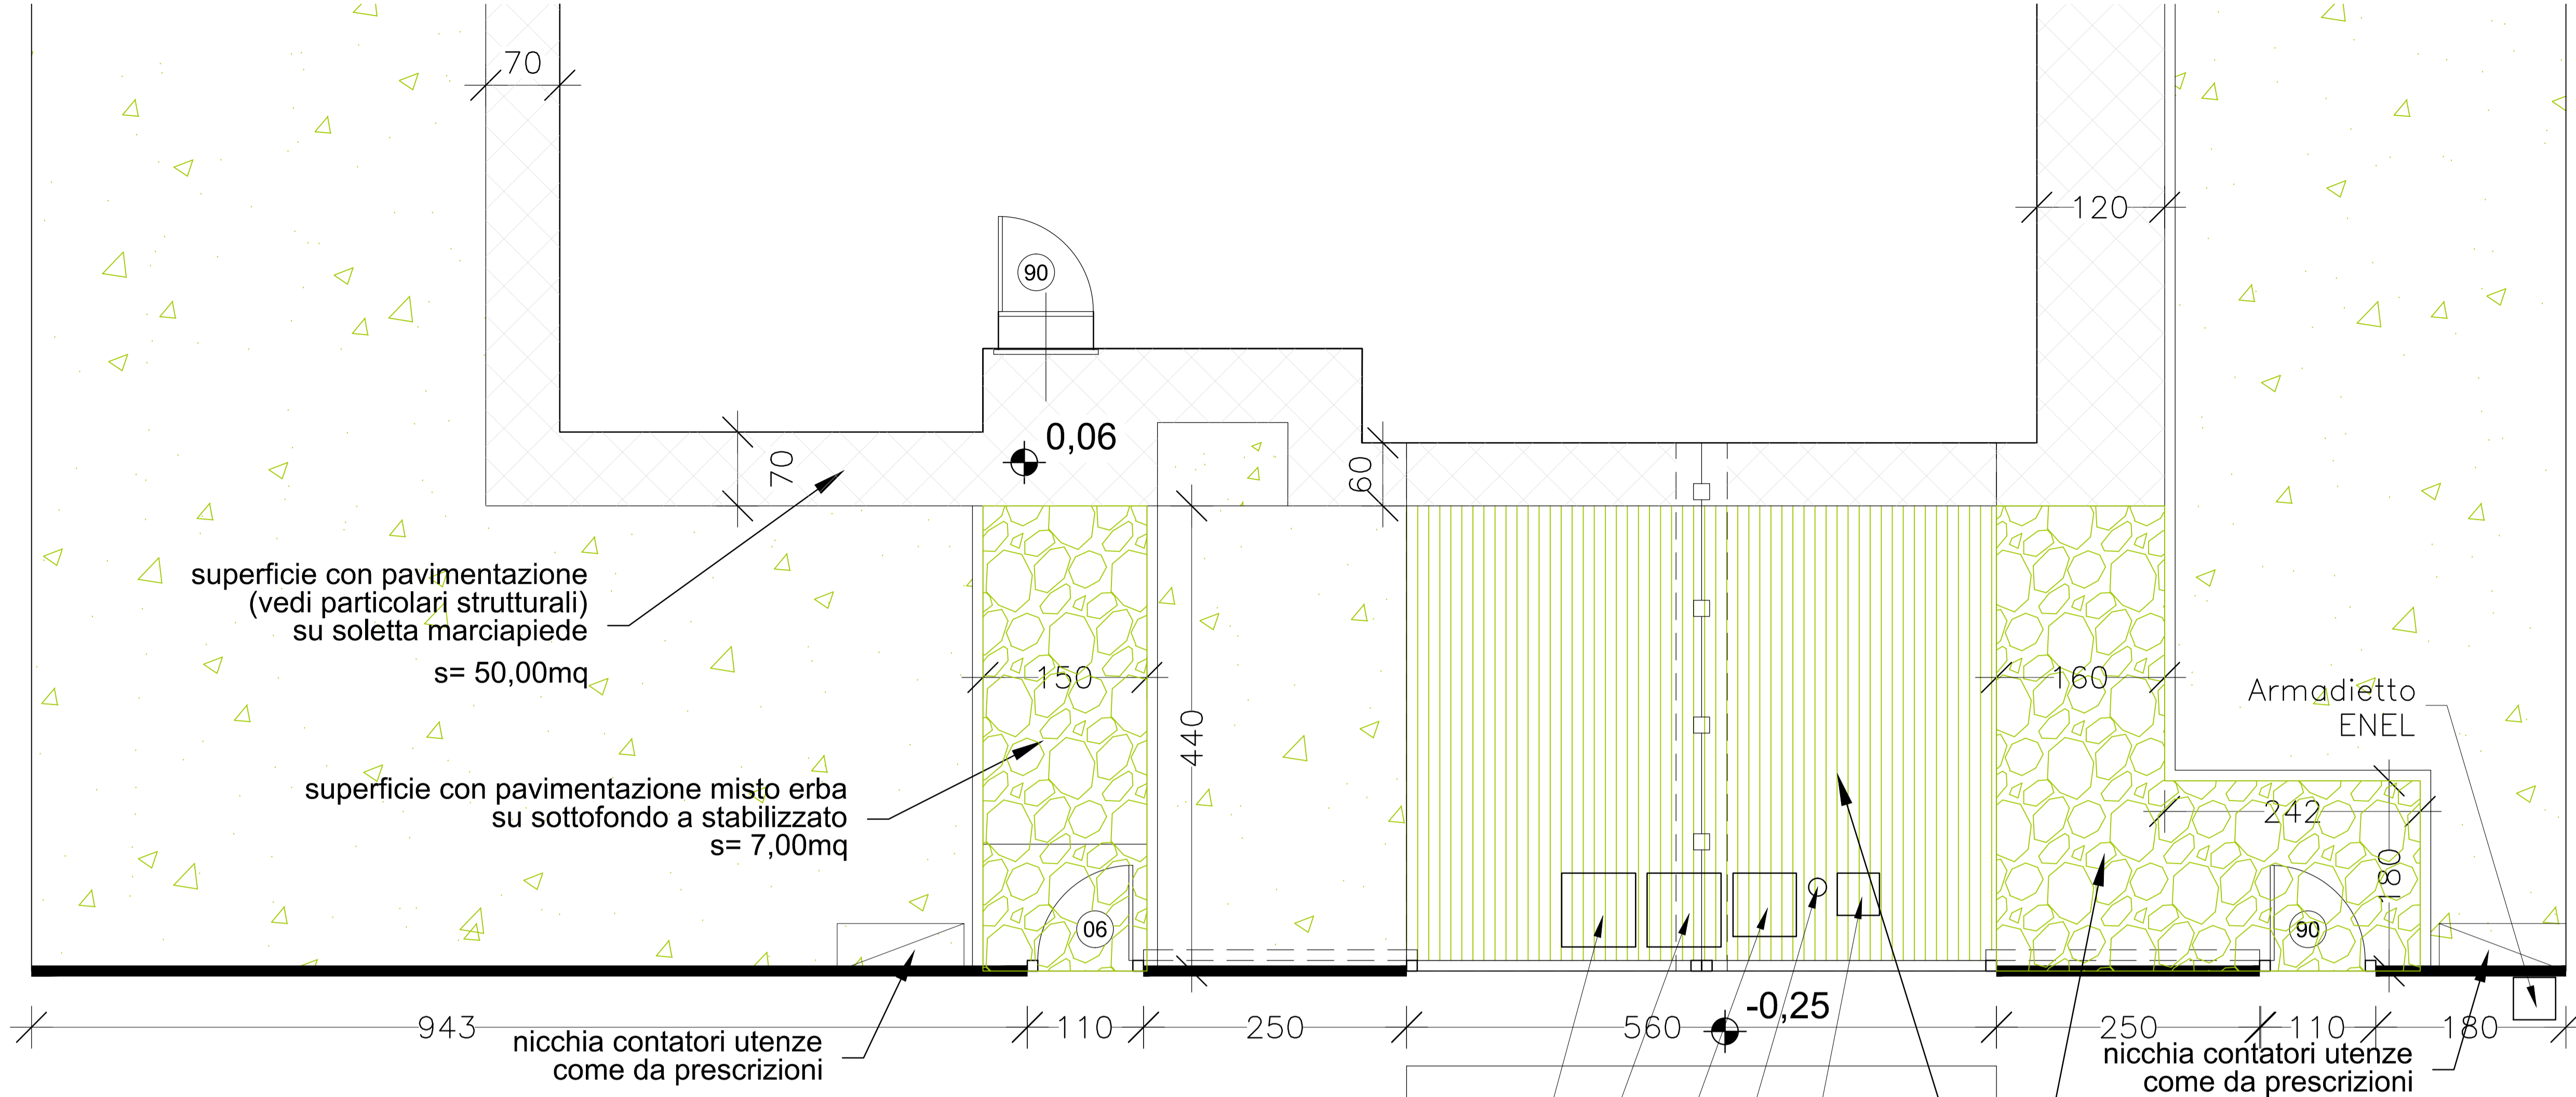 70
120
90
0,06
70
60
superficie con pavimentazione
(vedi particolari strutturali)
su soletta marciapiede
s= 50,00mq
150
160
Armadietto
ENEL
440
superficie con pavimentazione misto erba
su sottofondo a stabilizzato
s= 7,00mq
242
180
06
90
-0,25
943
110
250
560
250
110
180
nicchia contatori utenze
come da prescrizioni
nicchia contatori utenze
come da prescrizioni